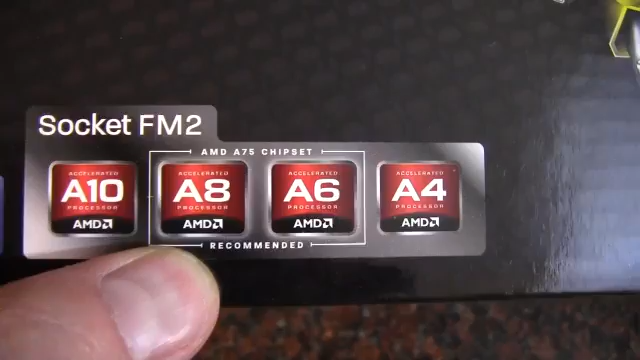 Socket FM2
AMD A75 CHIPSET
ACCELERATED ACCELERATED ACCELERATED ACCELERATED
A10 A8 A6 A4
PROCESSOR PROCESSOR PROCESSOR PROCESSOR
AMD AMD AMD AMD
RECOMMENDED